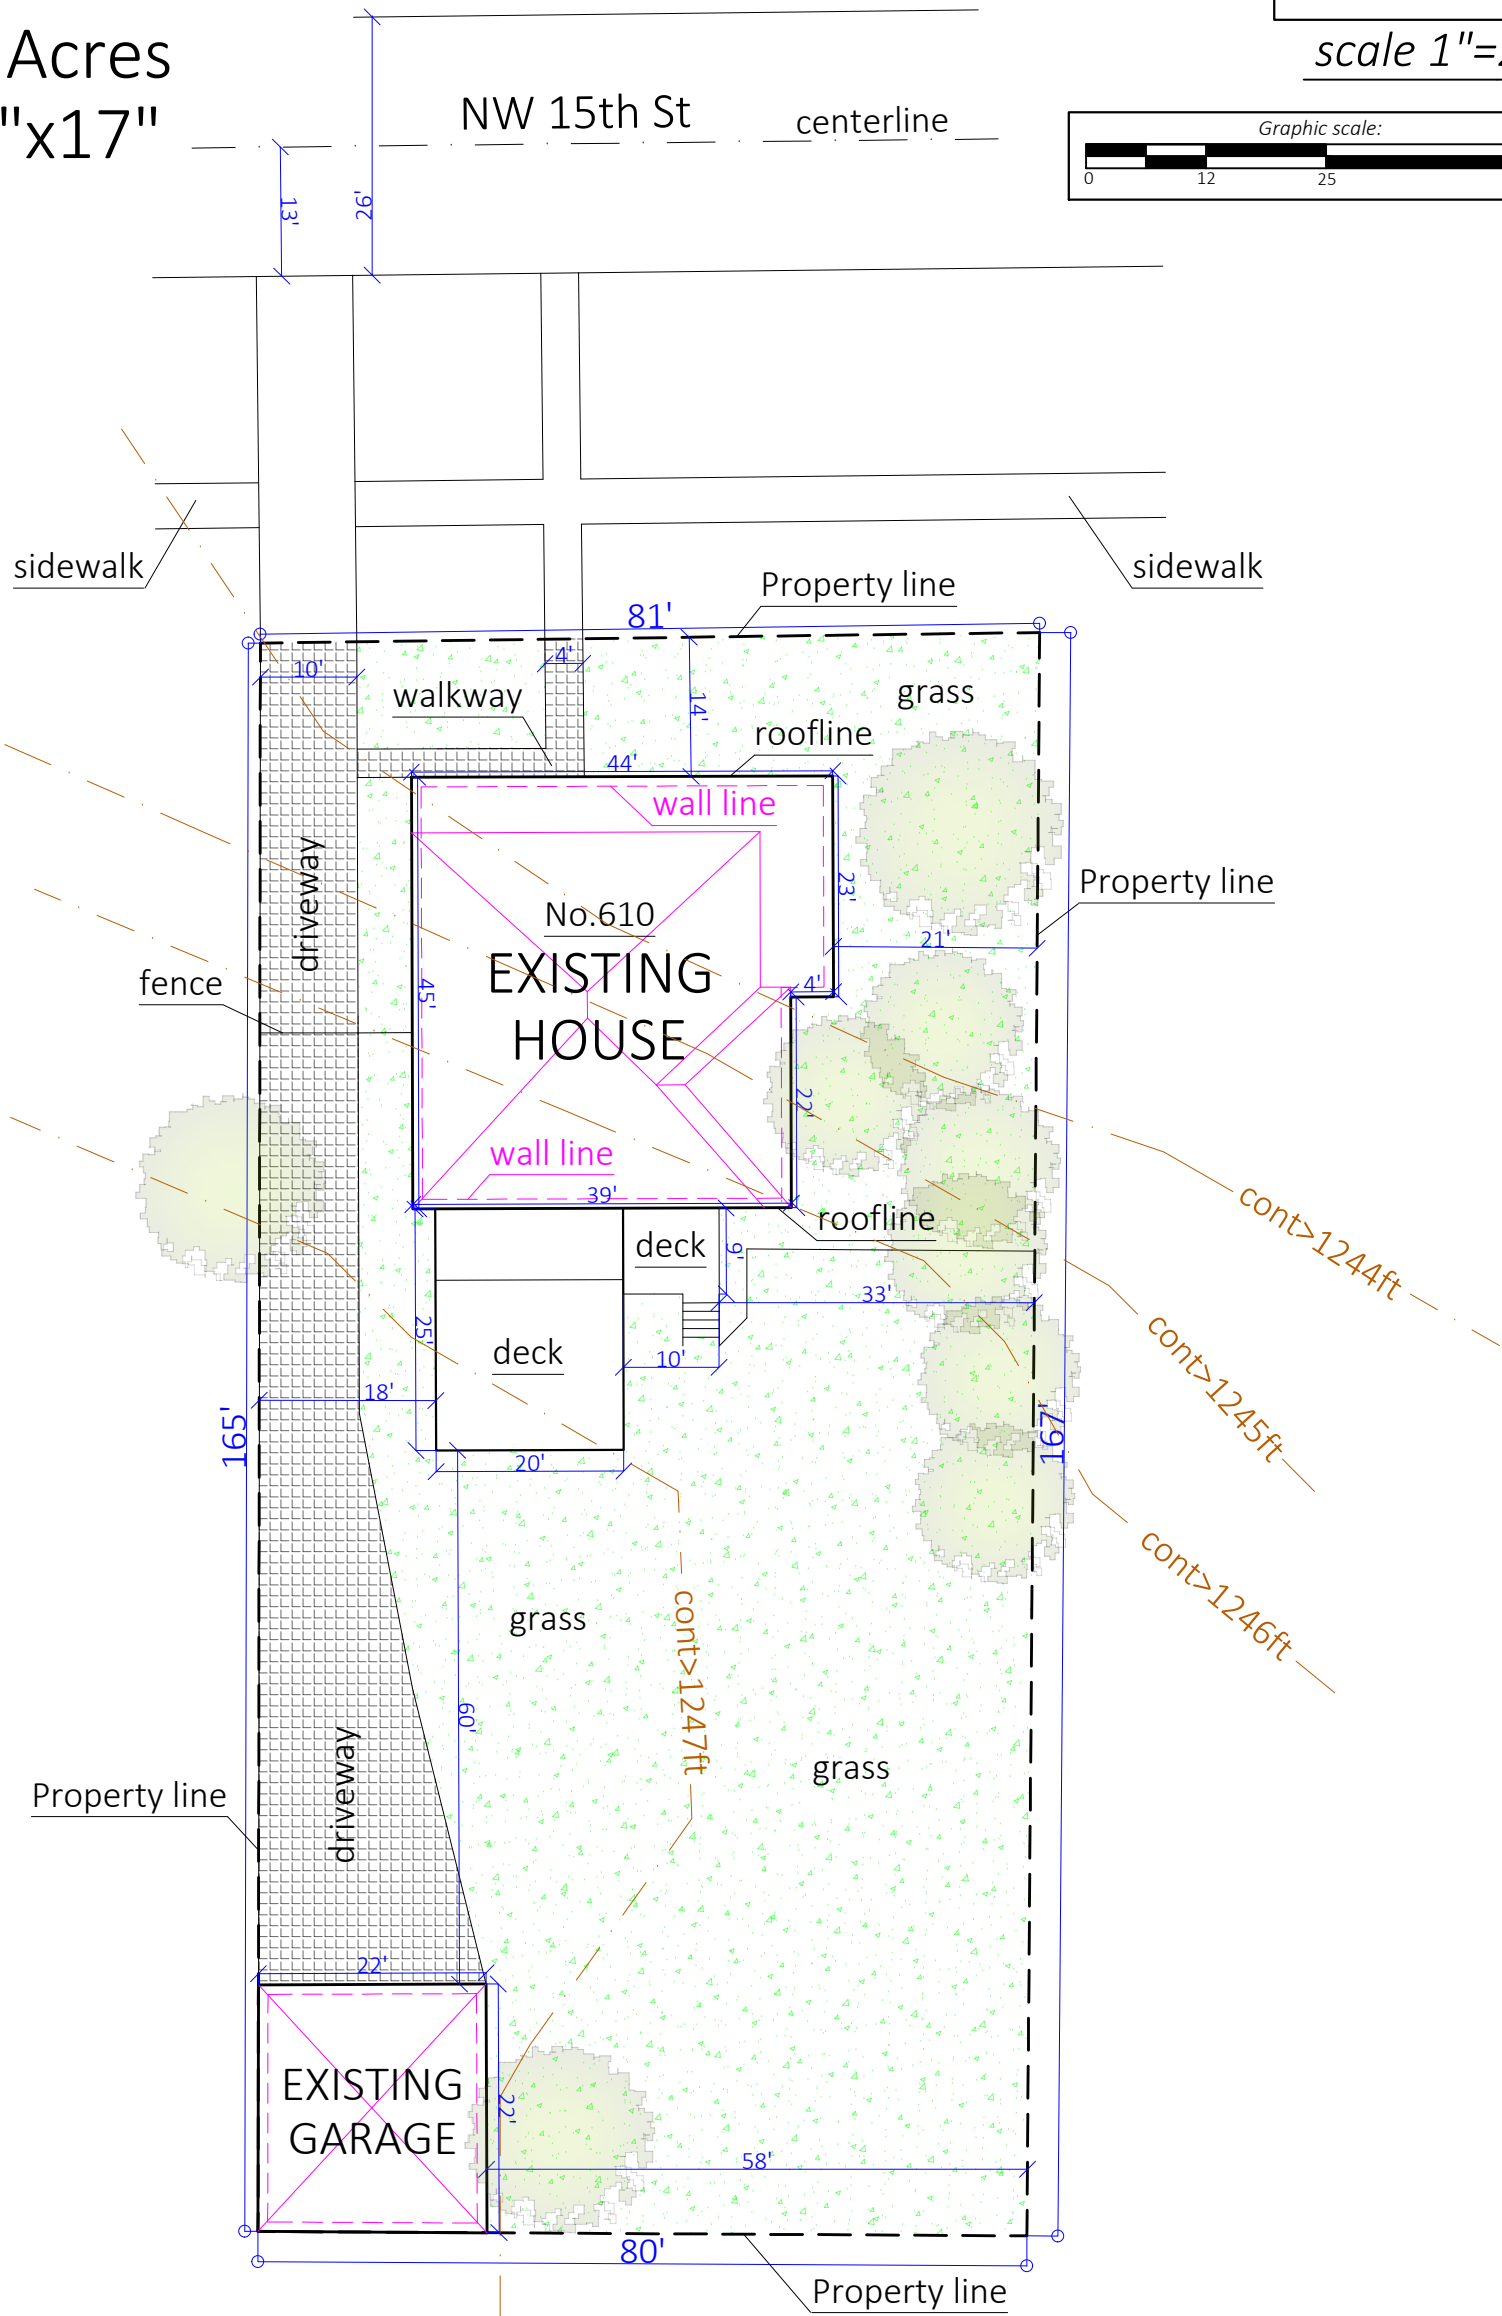 Acres
"x17"
scale 1"=
NW 15th St
centerline
Graphic scale:
0 12 25
13'
26'
sidewalk
sidewalk
Property line
81'
10'
4'
walkway
14'
grass
roofline
44'
wall line
driveway
23'
Property line
No.610
21'
EXISTING
HOUSE
fence
45'
4'
22'
wall line
39'
roofline
deck
9'
cont>1244ft
33'
25'
deck
10'
cont>1245ft
18'
165'
167'
20'
cont>1246ft
grass
cont>1247ft
60'
grass
Property line
driveway
22'
EXISTING
GARAGE
22'
58'
80'
Property line